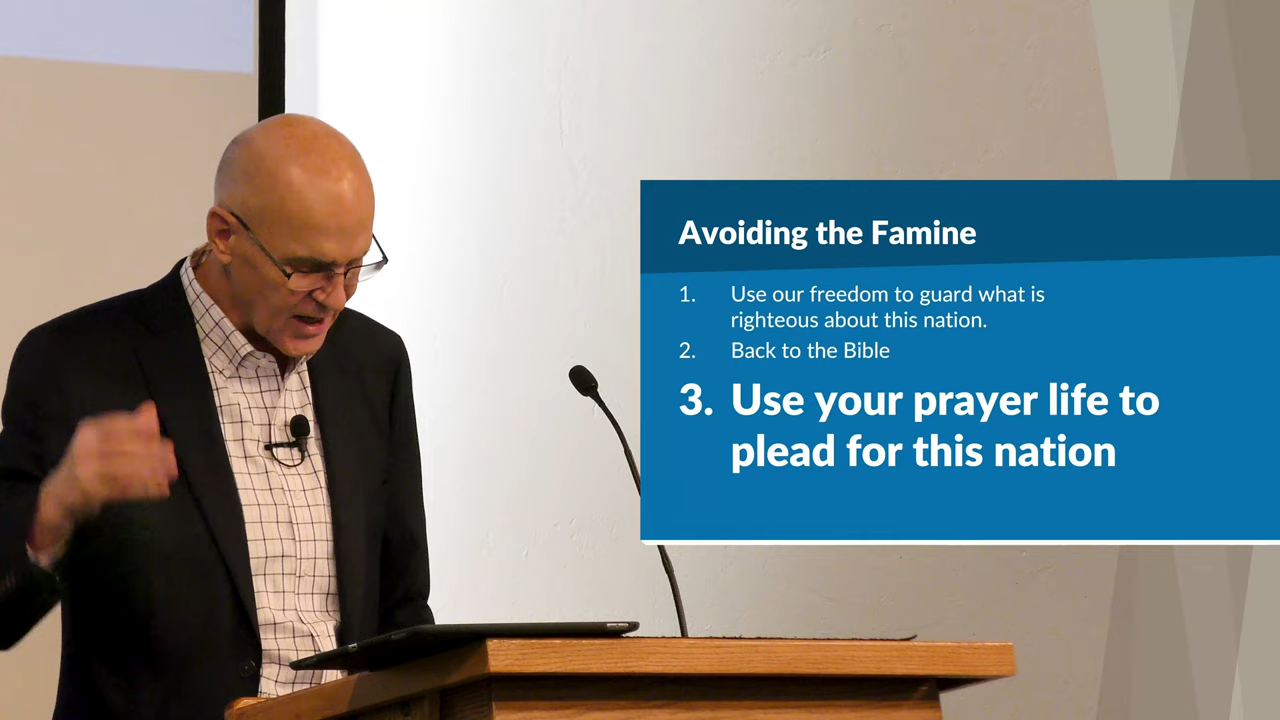 Avoiding the Famine
1. Use our freedom to guard what is
righteous about this nation.
2. Back to the Bible
3. Use your prayer life to
plead for this nation